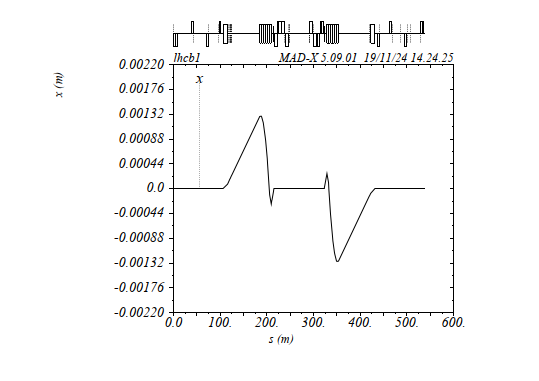 lhcb1 MAD-X 5.09.01 19/11/24 14.24.25
x (m)
x
0.00220
0.00176
0.00132
0.00088
0.00044
0.0
-0.00044
-0.00088
-0.00132
-0.00176
-0.00220
0.0 100. 200. 300. 400. 500. 600.
s (m)